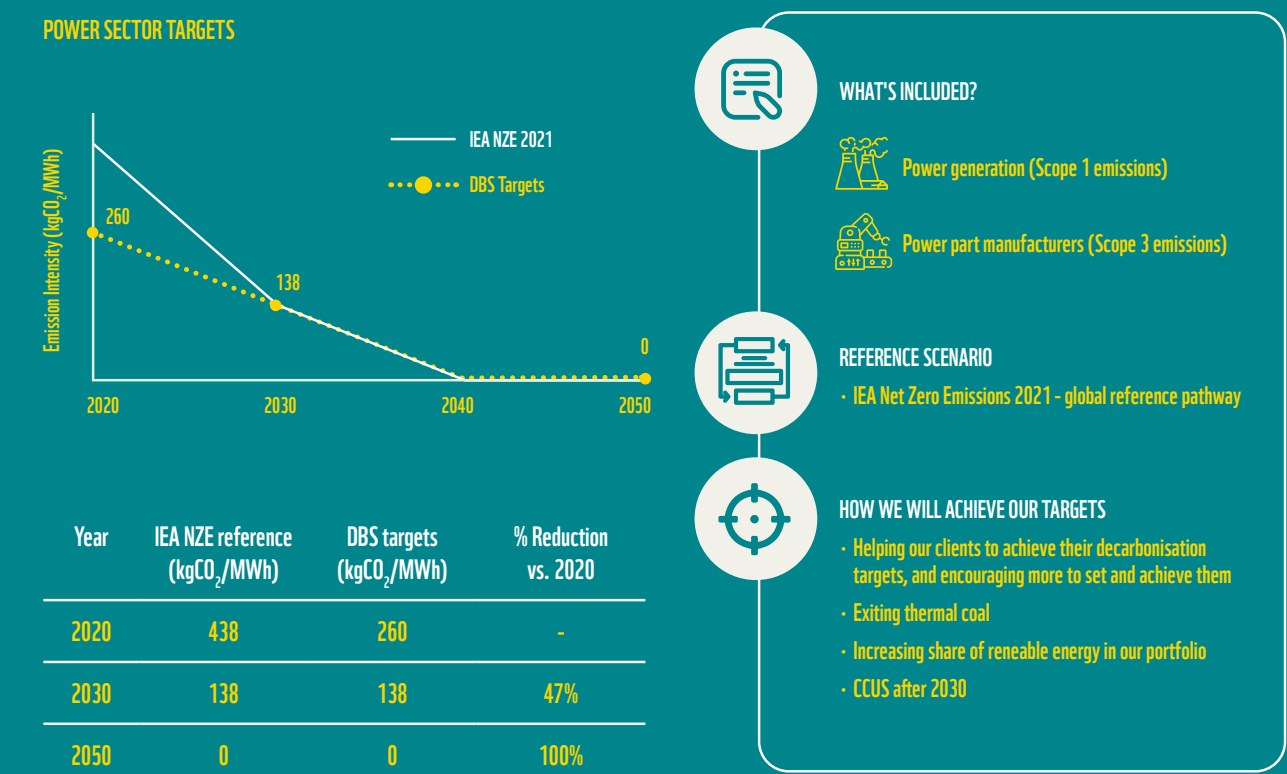 POWER SECTOR TARGETS
Emission Intensity (kgCO₂/MWh)
IEA NZE 2021
DBS Targets
260
138
0
2020 2030 2040 2050
Year IEA NZE reference (kgCO₂/MWh) DBS targets (kgCO₂/MWh) % Reduction vs. 2020
2020 438 260 -
2030 138 138 47%
2050 0 0 100%
WHAT'S INCLUDED?
Power generation (Scope 1 emissions)
Power part manufacturers (Scope 3 emissions)
REFERENCE SCENARIO
· IEA Net Zero Emissions 2021 - global reference pathway
HOW WE WILL ACHIEVE OUR TARGETS
· Helping our clients to achieve their decarbonisation
targets, and encouraging more to set and achieve them
· Exiting thermal coal
· Increasing share of reneable energy in our portfolio
· CCUS after 2030